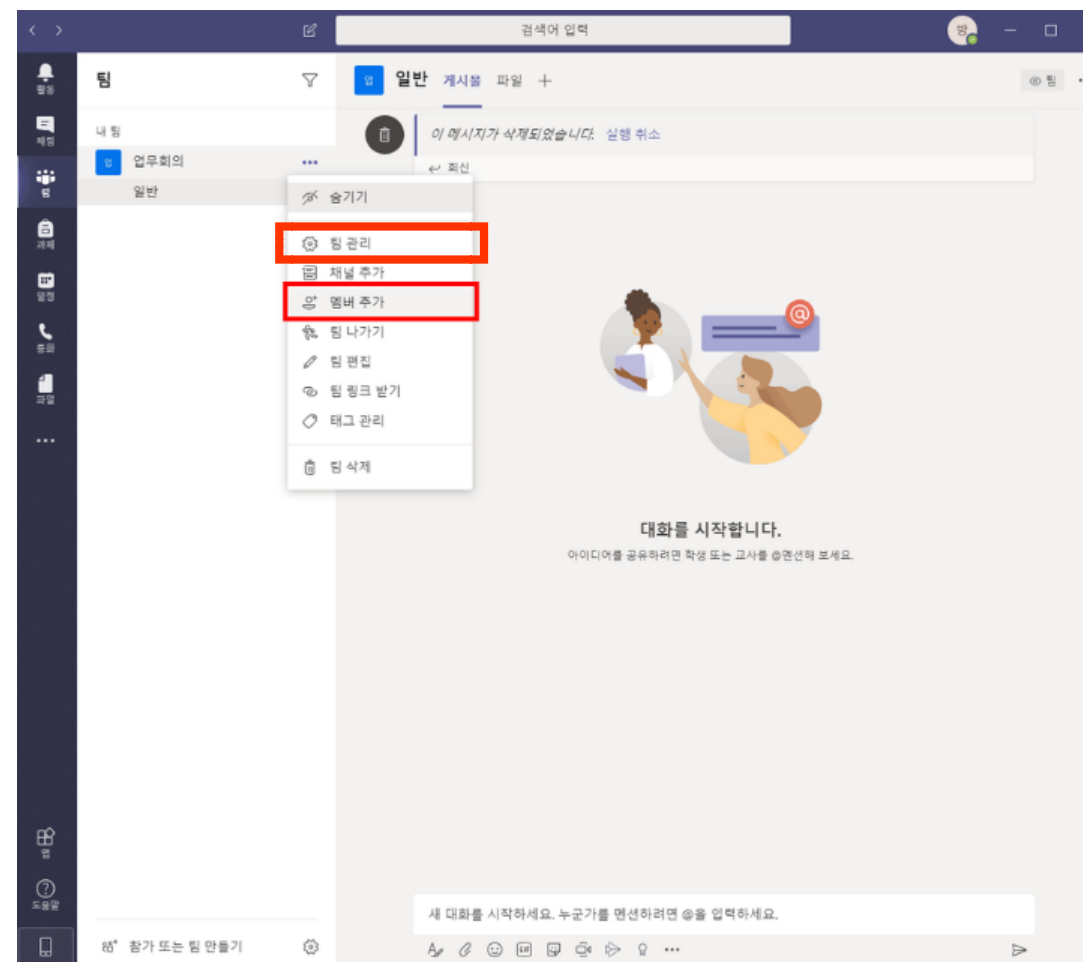 검색어 입력
방
활동
채팅
팀
과제
일정
통화
파일
앱
도움말
팀
내 팀
업 업무회의
일반
참가 또는 팀 만들기
숨기기
팀 관리
채널 추가
멤버 추가
팀 나가기
팀 편집
팀 링크 받기
태그 관리
팀 삭제
업 일반 게시물 파일
팀
이 메시지가 삭제되었습니다. 실행 취소
회신
@
대화를 시작합니다.
아이디어를 공유하려면 학생 또는 교사를 @멘션해 보세요.
새 대화를 시작하세요. 누군가를 멘션하려면 @을 입력하세요.
GIF